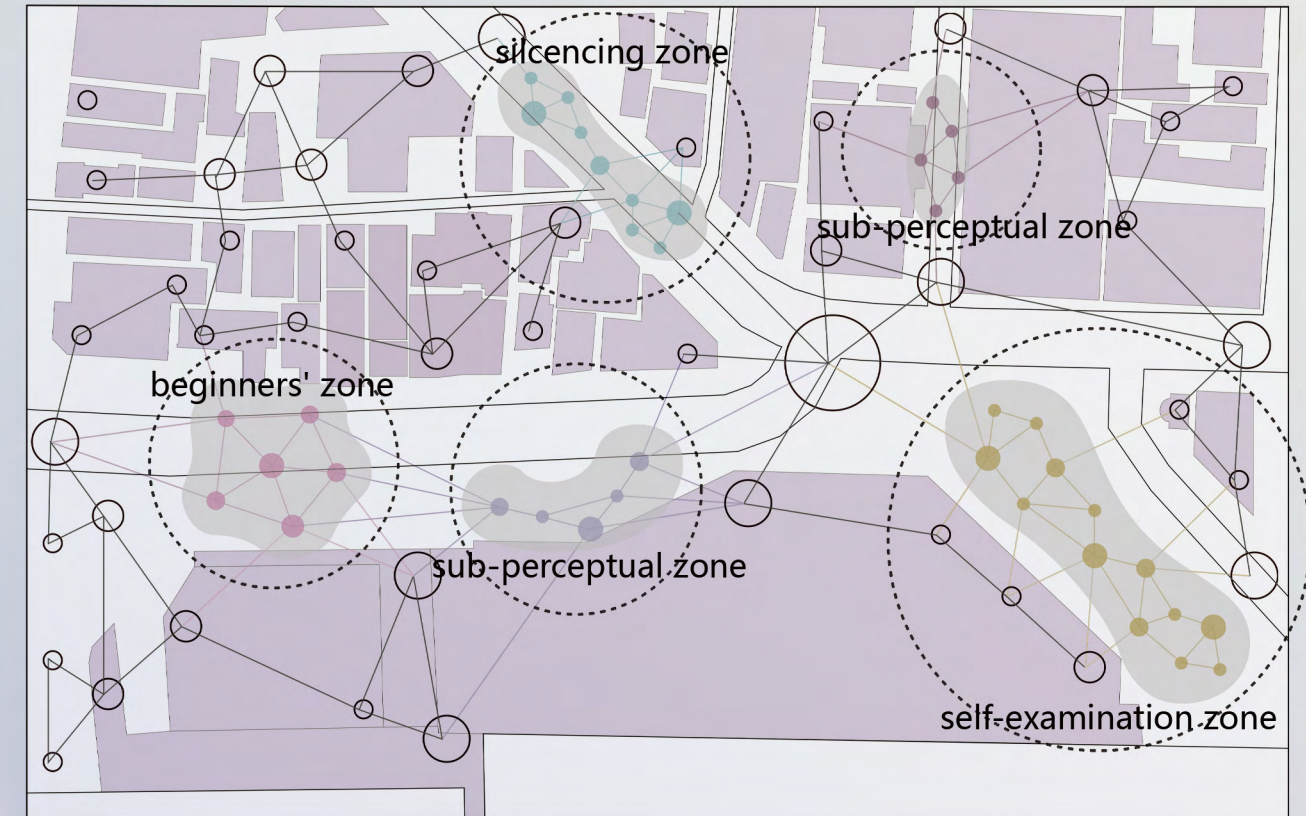 silcencing zone
sub-perceptual zone
beginners' zone
sub-perceptual zone
self-examination zone